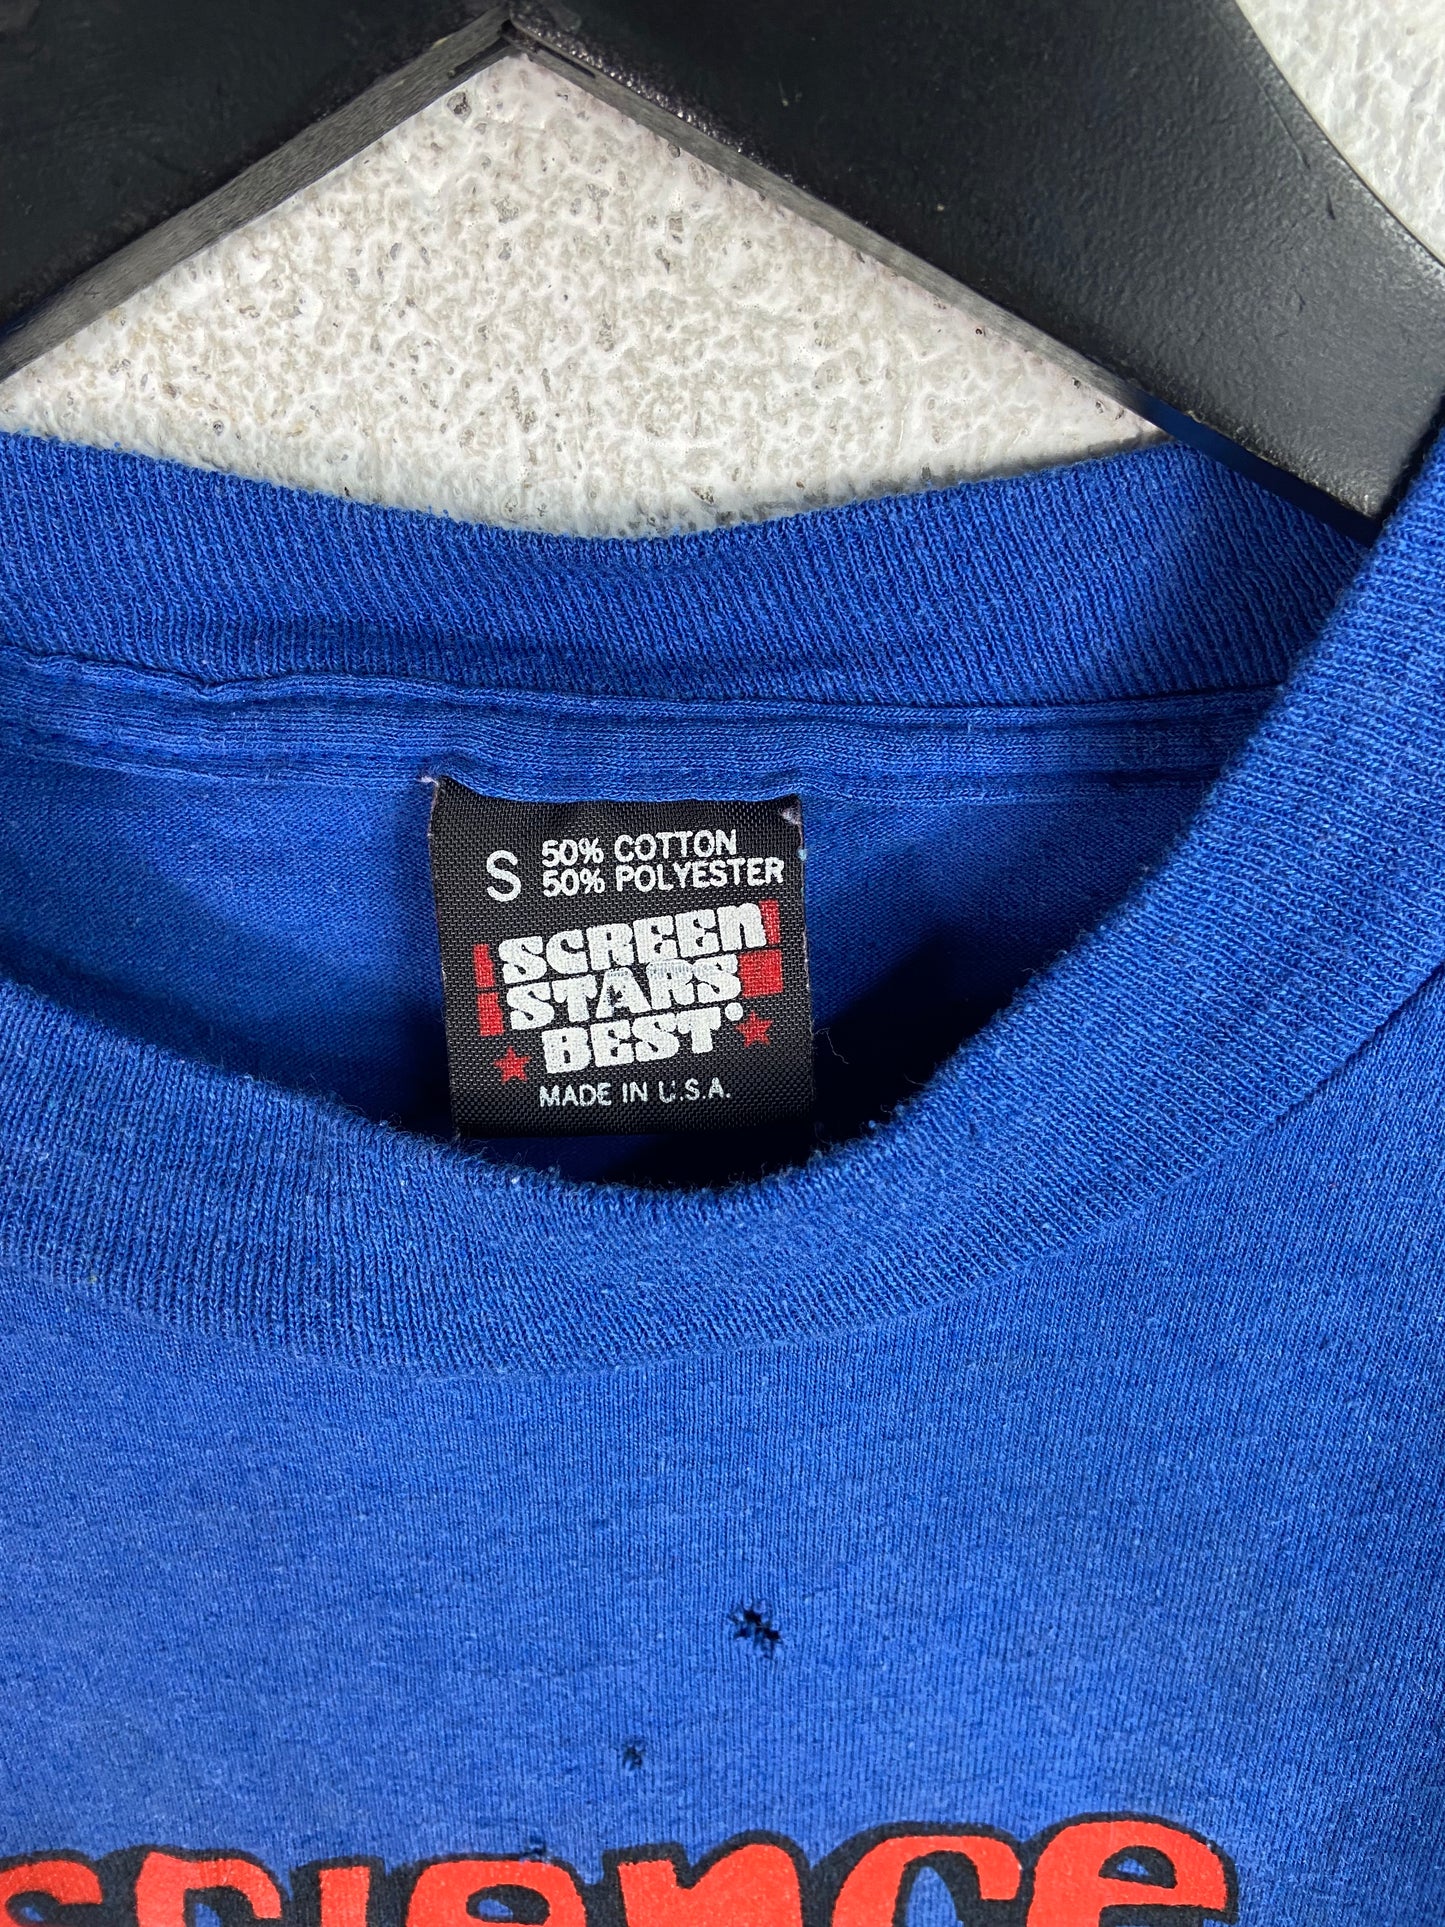 S 50% COTTON
50% POLYESTER
SCREEN
STARS
BEST
MADE IN U.S.A.